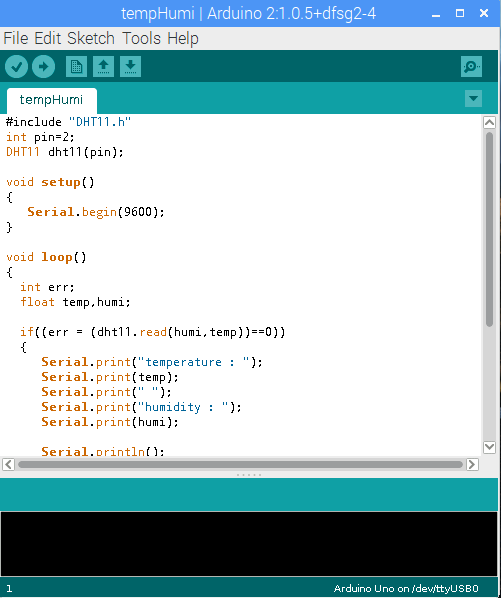 tempHumi | Arduino 2:1.0.5+dfsg2-4
File Edit Sketch Tools Help
tempHumi
#include "DHT11.h"
int pin=2;
DHT11 dht11(pin);
void setup()
{
   Serial.begin(9600);
}
void loop()
{
  int err;
  float temp,humi;
  if((err = (dht11.read(humi,temp))==0))
  {
     Serial.print("temperature : ");
     Serial.print(temp);
     Serial.print(" ");
     Serial.print("humidity : ");
     Serial.print(humi);
     Serial.println();
1
Arduino Uno on /dev/ttyUSB0